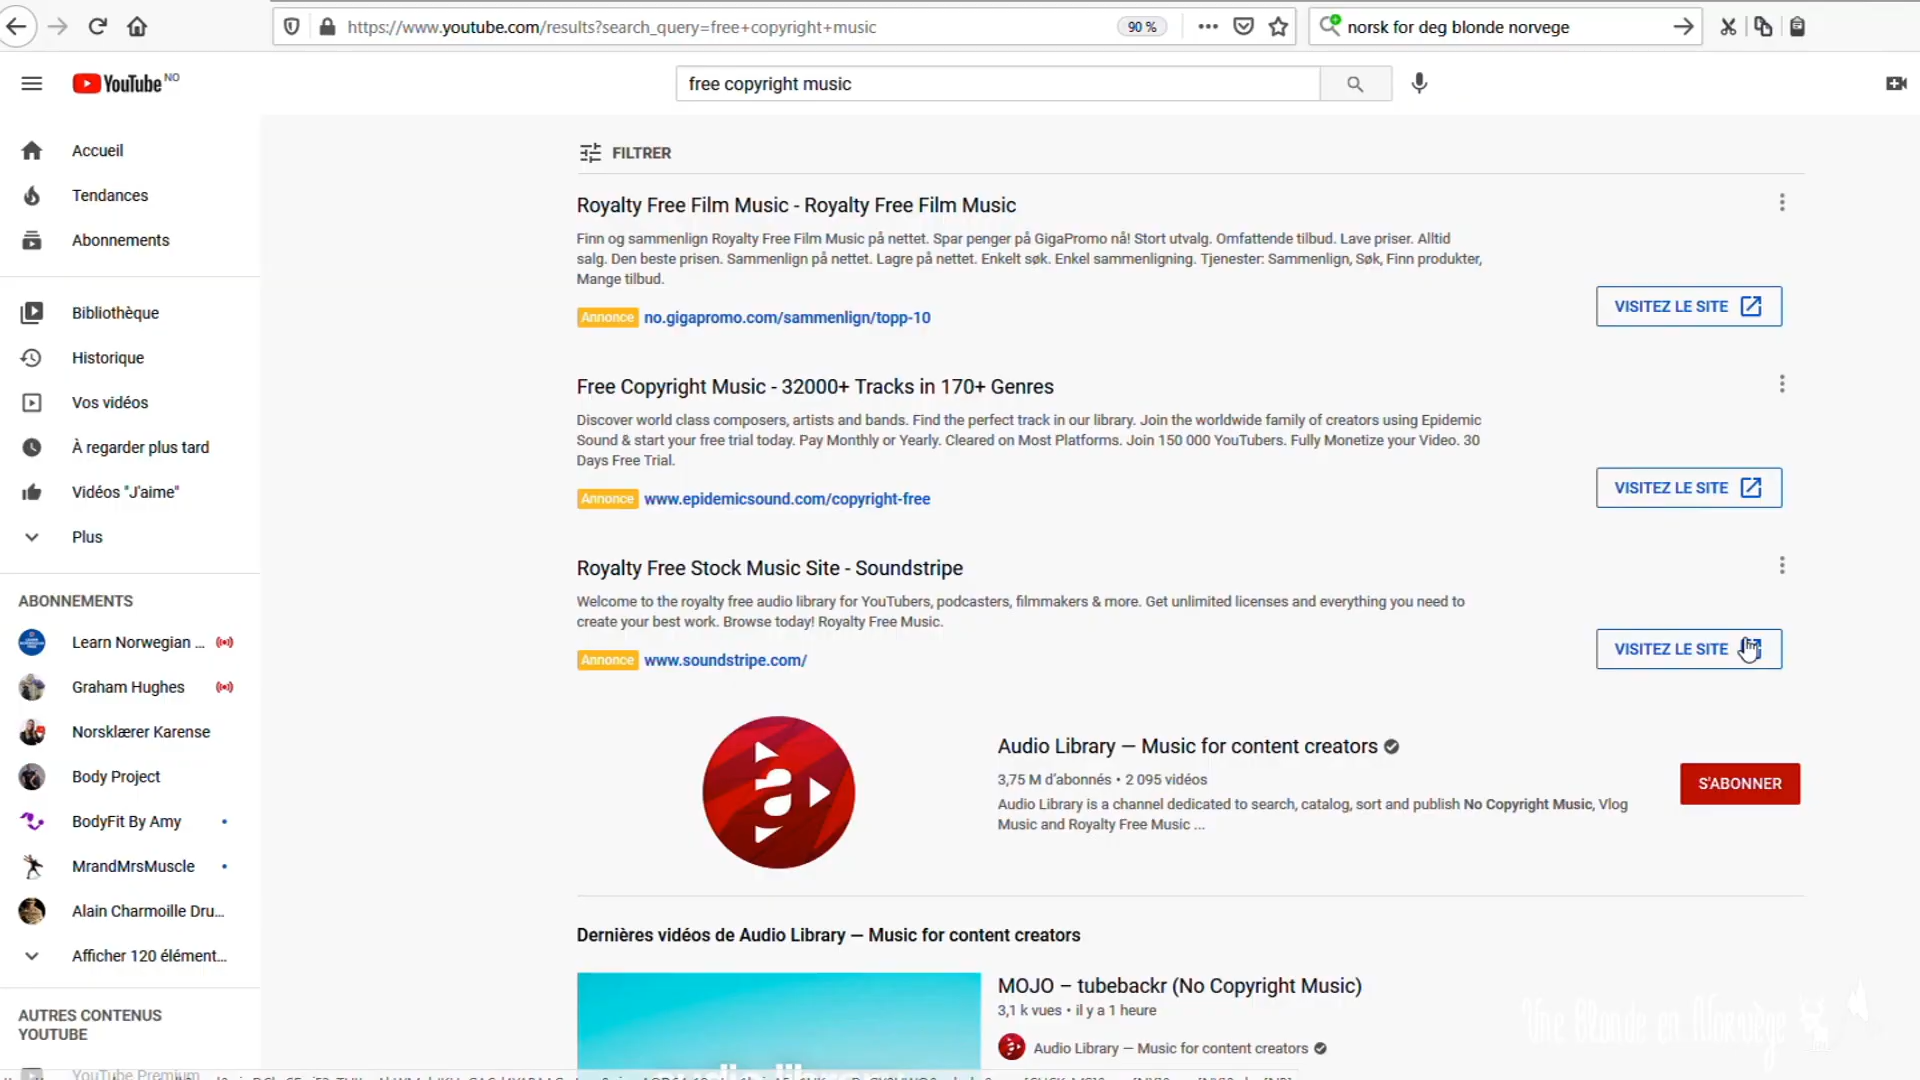 https://www.youtube.com/results?search_query=free+copyright+music
90 %
norsk for deg blonde norvege
YouTube NO
free copyright music
Accueil
Tendances
Abonnements
Bibliothèque
Historique
Vos vidéos
À regarder plus tard
Vidéos "J'aime"
Plus
ABONNEMENTS
Learn Norwegian ...
Graham Hughes
Norsklærer Karense
Body Project
BodyFit By Amy
MrandMrsMuscle
Alain Charmoille Dru...
Afficher 120 élément...
AUTRES CONTENUS
YOUTUBE
YouTube Premium
FILTRER
Royalty Free Film Music - Royalty Free Film Music
Finn og sammenlign Royalty Free Film Music på nettet. Spar penger på GigaPromo nå! Stort utvalg. Omfattende tilbud. Lave priser. Alltid
salg. Den beste prisen. Sammenlign på nettet. Lagre på nettet. Enkelt søk. Enkel sammenligning. Tjenester: Sammenlign, Søk, Finn produkter,
Mange tilbud.
Annonce no.gigapromo.com/sammenlign/topp-10
VISITEZ LE SITE
Free Copyright Music - 32000+ Tracks in 170+ Genres
Discover world class composers, artists and bands. Find the perfect track in our library. Join the worldwide family of creators using Epidemic
Sound & start your free trial today. Pay Monthly or Yearly. Cleared on Most Platforms. Join 150 000 YouTubers. Fully Monetize your Video. 30
Days Free Trial.
Annonce www.epidemicsound.com/copyright-free
VISITEZ LE SITE
Royalty Free Stock Music Site - Soundstripe
Welcome to the royalty free audio library for YouTubers, podcasters, filmmakers & more. Get unlimited licenses and everything you need to
create your best work. Browse today! Royalty Free Music.
Annonce www.soundstripe.com/
VISITEZ LE SITE
Audio Library — Music for content creators
3,75 M d'abonnés • 2 095 vidéos
Audio Library is a channel dedicated to search, catalog, sort and publish No Copyright Music, Vlog
Music and Royalty Free Music ...
S'ABONNER
Dernières vidéos de Audio Library — Music for content creators
MOJO – tubebackr (No Copyright Music)
3,1 k vues • il y a 1 heure
Audio Library — Music for content creators
Une Blonde en Norvège